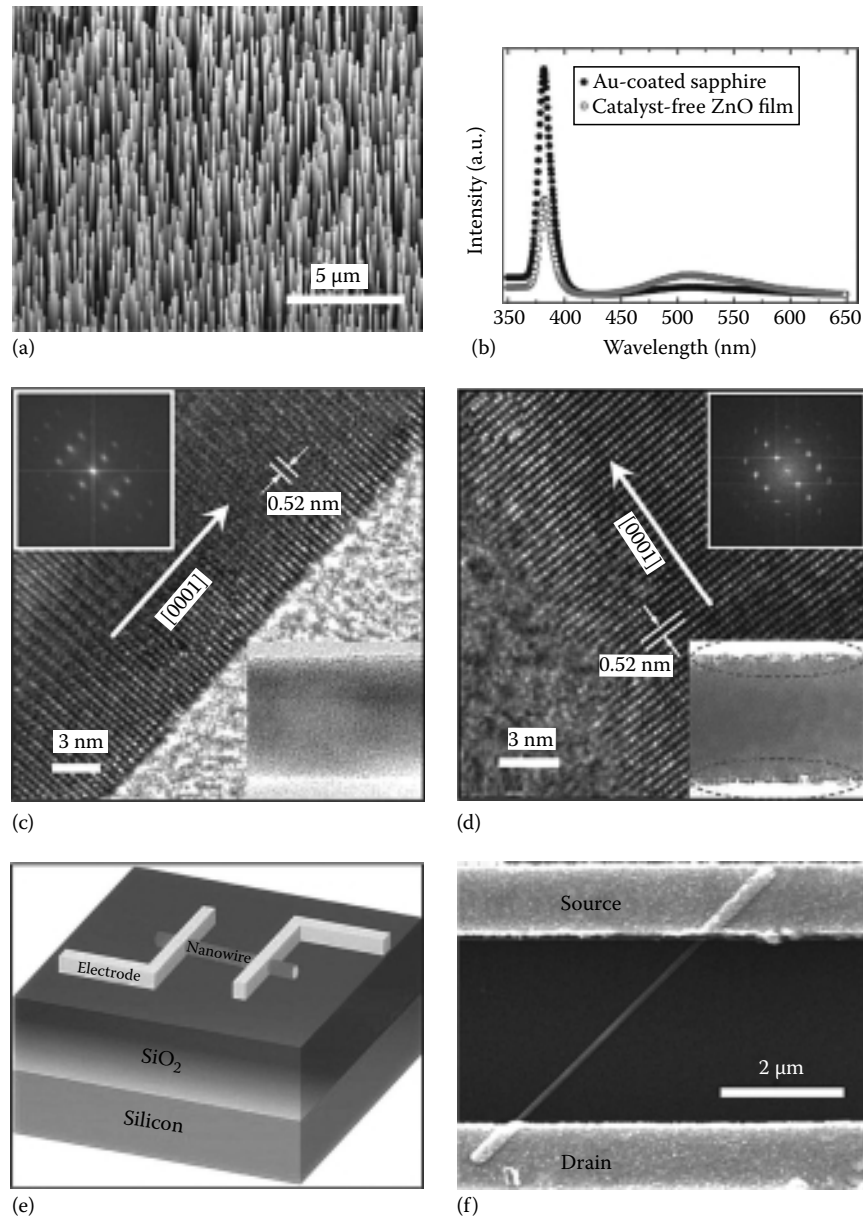 5 µm
(a)
Intensity (a.u.)
Au-coated sapphire
Catalyst-free ZnO film
350 400 450 500 550 600 650
Wavelength (nm)
(b)
0.52 nm
[0001]
3 nm
(c)
[0001]
0.52 nm
3 nm
(d)
Electrode
Nanowire
SiO₂
Silicon
(e)
Source
2 µm
Drain
(f)